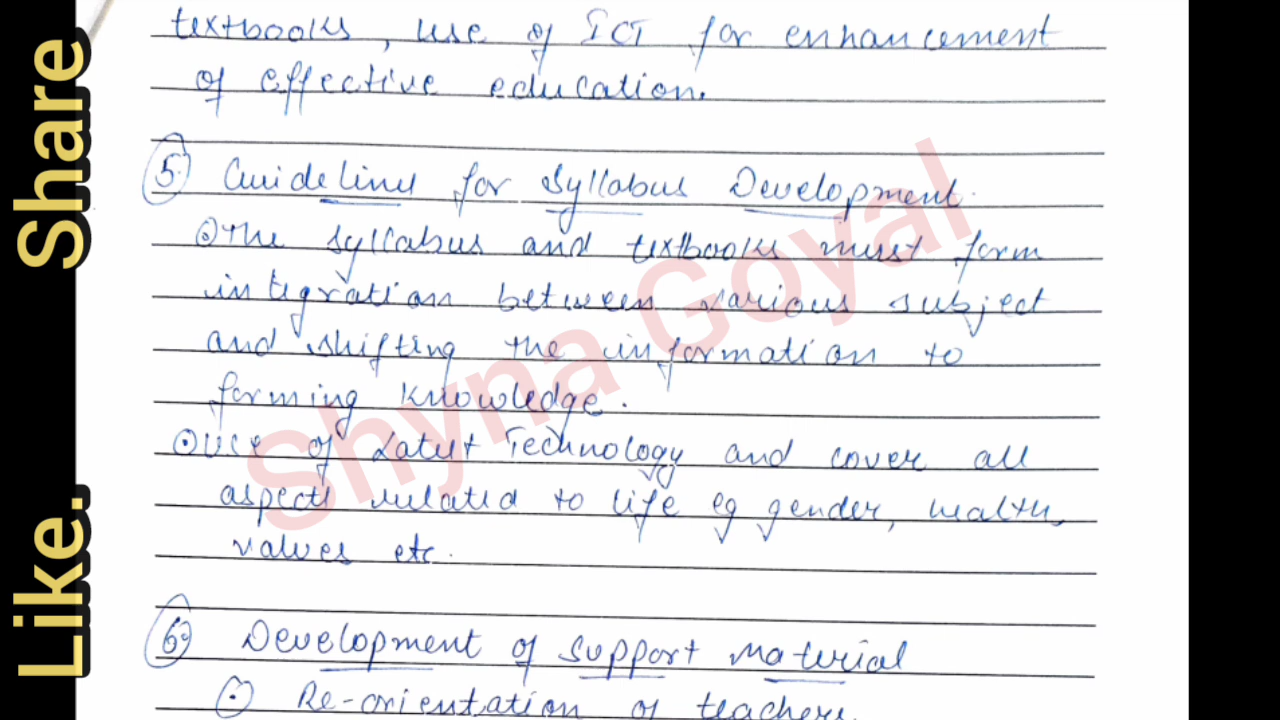 textbooks, use of ICT for enhancement
of effective education.
5. Guideline for Syllabus Development.
The syllabus and textbooks must form
integration between various subject
and shifting the information to
forming knowledge.
Use of Latest Technology and cover all
aspects related to life eg gender, health,
values etc.
6. Development of support material
Re-orientation of teachers.
Like. Share
Shyna Goyal